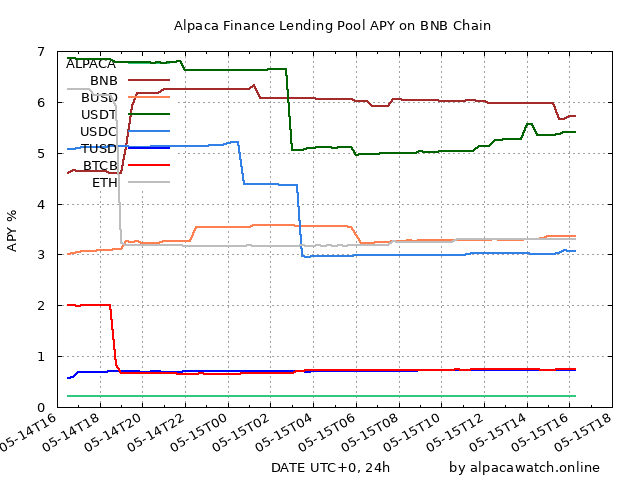 Alpaca Finance Lending Pool APY on BNB Chain
7
6
5
4
3
2
1
0
APY %
ALPACA
BNB
BUSD
USDT
USDC
TUSD
BTCB
ETH
05-14T16
05-14T18
05-14T20
05-14T22
05-15T00
05-15T02
05-15T04
05-15T06
05-15T08
05-15T10
05-15T12
05-15T14
05-15T16
05-15T18
DATE UTC+0, 24h
by alpacawatch.online